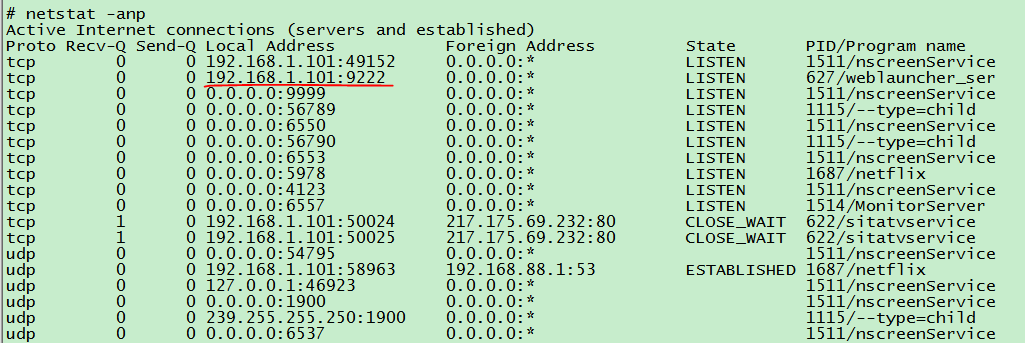 # netstat -anp
Active Internet connections (servers and established)
Proto Recv-Q Send-Q Local Address Foreign Address State PID/Program name
tcp 0 0 192.168.1.101:49152 0.0.0.0:* LISTEN 1511/nscreenService
tcp 0 0 192.168.1.101:9222 0.0.0.0:* LISTEN 627/weblauncher_ser
tcp 0 0 0.0.0.0:9999 0.0.0.0:* LISTEN 1511/nscreenService
tcp 0 0 0.0.0.0:56789 0.0.0.0:* LISTEN 1115/--type=child
tcp 0 0 0.0.0.0:6550 0.0.0.0:* LISTEN 1511/nscreenService
tcp 0 0 0.0.0.0:56790 0.0.0.0:* LISTEN 1115/--type=child
tcp 0 0 0.0.0.0:6553 0.0.0.0:* LISTEN 1511/nscreenService
tcp 0 0 0.0.0.0:5978 0.0.0.0:* LISTEN 1687/netflix
tcp 0 0 0.0.0.0:4123 0.0.0.0:* LISTEN 1511/nscreenService
tcp 0 0 0.0.0.0:6557 0.0.0.0:* LISTEN 1514/MonitorServer
tcp 1 0 192.168.1.101:50024 217.175.69.232:80 CLOSE_WAIT 622/sitatvservice
tcp 1 0 192.168.1.101:50025 217.175.69.232:80 CLOSE_WAIT 622/sitatvservice
udp 0 0 0.0.0.0:54795 0.0.0.0:* 1511/nscreenService
udp 0 0 192.168.1.101:58963 192.168.88.1:53 ESTABLISHED 1687/netflix
udp 0 0 127.0.0.1:46923 0.0.0.0:* 1511/nscreenService
udp 0 0 0.0.0.0:1900 0.0.0.0:* 1511/nscreenService
udp 0 0 239.255.255.250:1900 0.0.0.0:* 1115/--type=child
udp 0 0 0.0.0.0:6537 0.0.0.0:* 1511/nscreenService